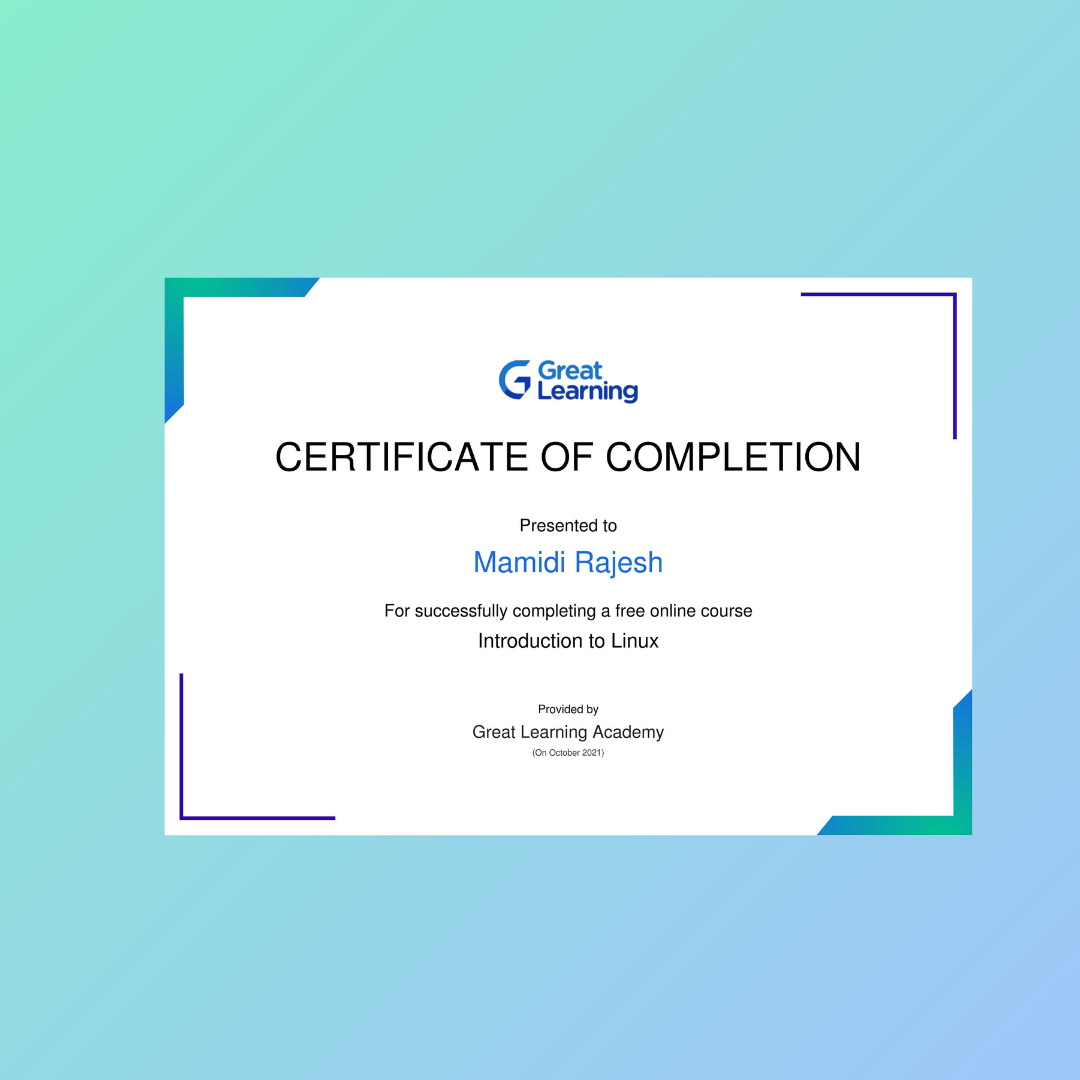 Great
Learning
CERTIFICATE OF COMPLETION
Presented to
Mamidi Rajesh
For successfully completing a free online course
Introduction to Linux
Provided by
Great Learning Academy
(On October 2021)